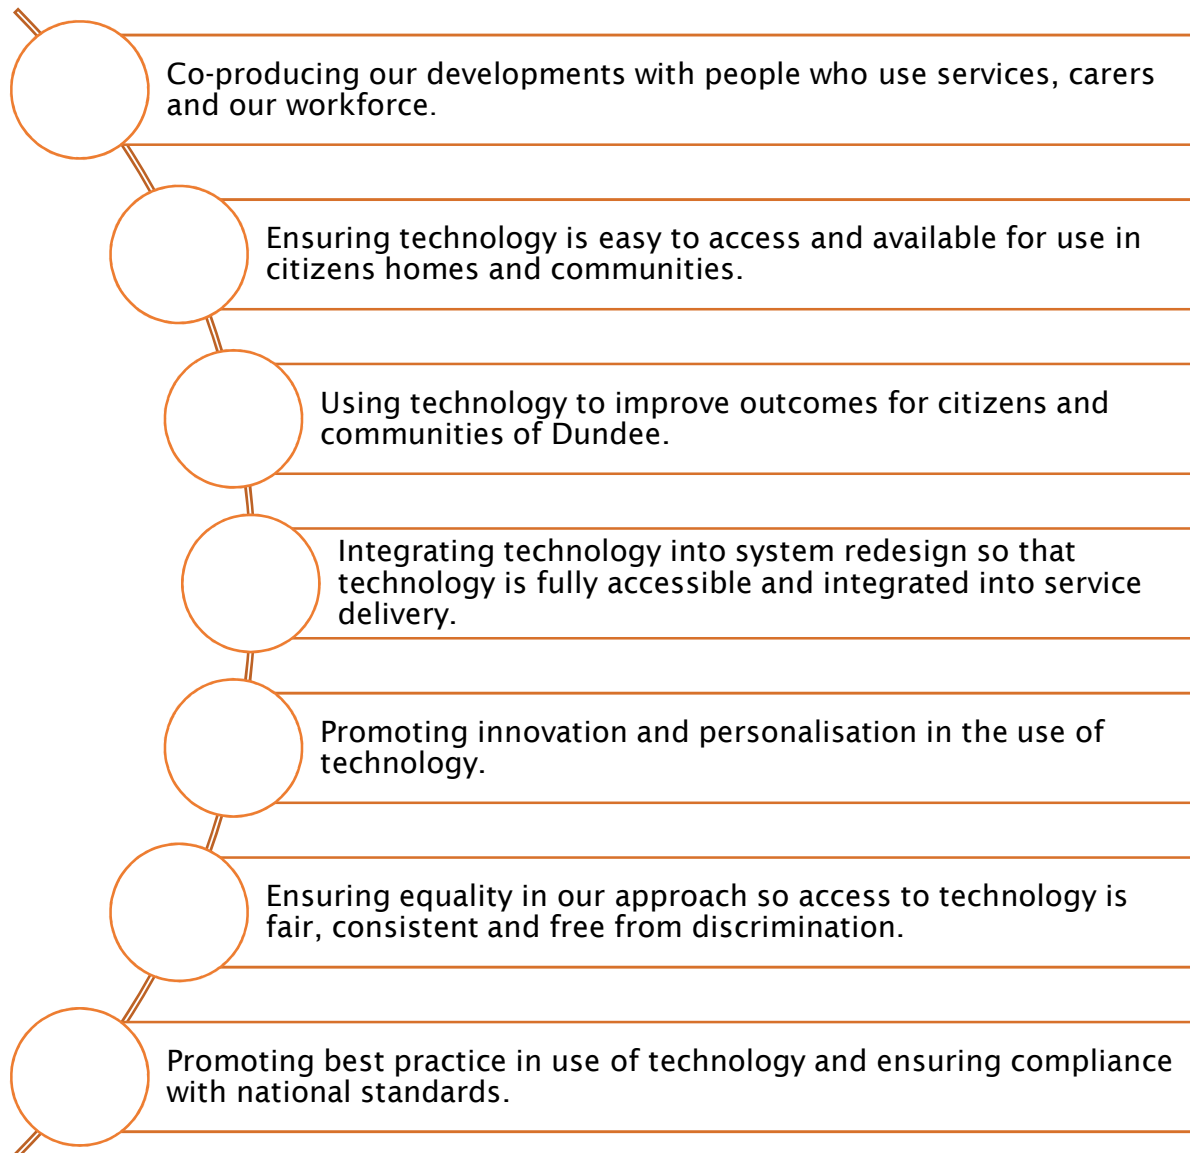 Co-producing our developments with people who use services, carers
and our workforce.
Ensuring technology is easy to access and available for use in
citizens homes and communities.
Using technology to improve outcomes for citizens and
communities of Dundee.
Integrating technology into system redesign so that
technology is fully accessible and integrated into service
delivery.
Promoting innovation and personalisation in the use of
technology.
Ensuring equality in our approach so access to technology is
fair, consistent and free from discrimination.
Promoting best practice in use of technology and ensuring compliance
with national standards.